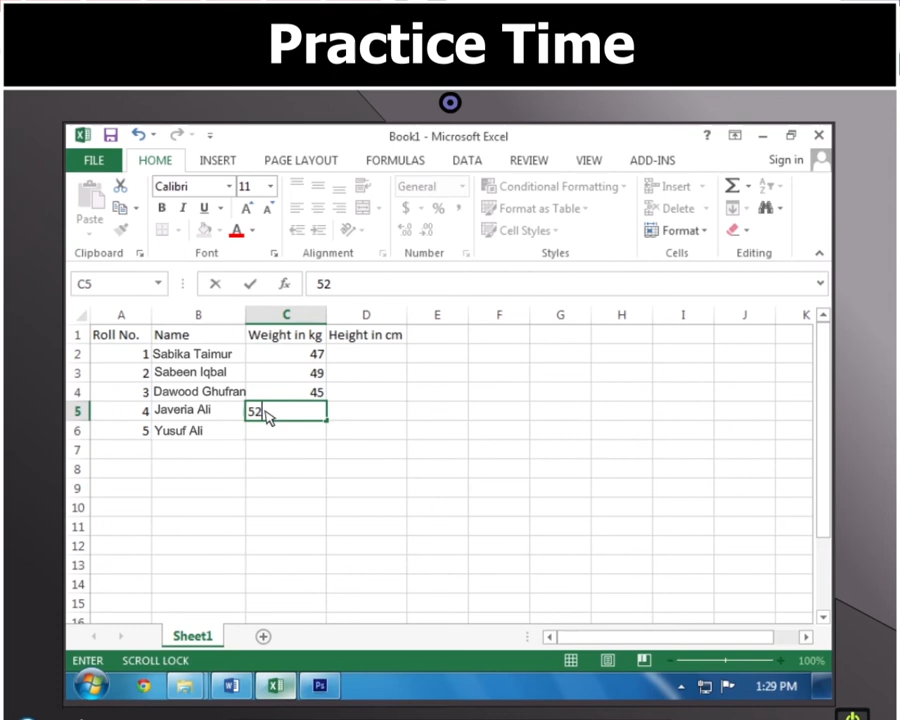 Practice Time
Book1 - Microsoft Excel
?
FILE HOME INSERT PAGE LAYOUT FORMULAS DATA REVIEW VIEW ADD-INS Sign in
Calibri 11 General Conditional Formatting Insert Σ
Paste B I U A A $ % , Format as Table Delete
A Cell Styles Format
Clipboard Font Alignment Number Styles Cells Editing
C5 fx 52
A B C D E F G H I J K
1 Roll No. Name Weight in kg Height in cm
2 1 Sabika Taimur 47
3 2 Sabeen Iqbal 49
4 3 Dawood Ghufran 45
5 4 Javeria Ali 52
6 5 Yusuf Ali
7
8
9
10
11
12
13
14
15
16
Sheet1
ENTER SCROLL LOCK 100%
W Ps 1:29 PM